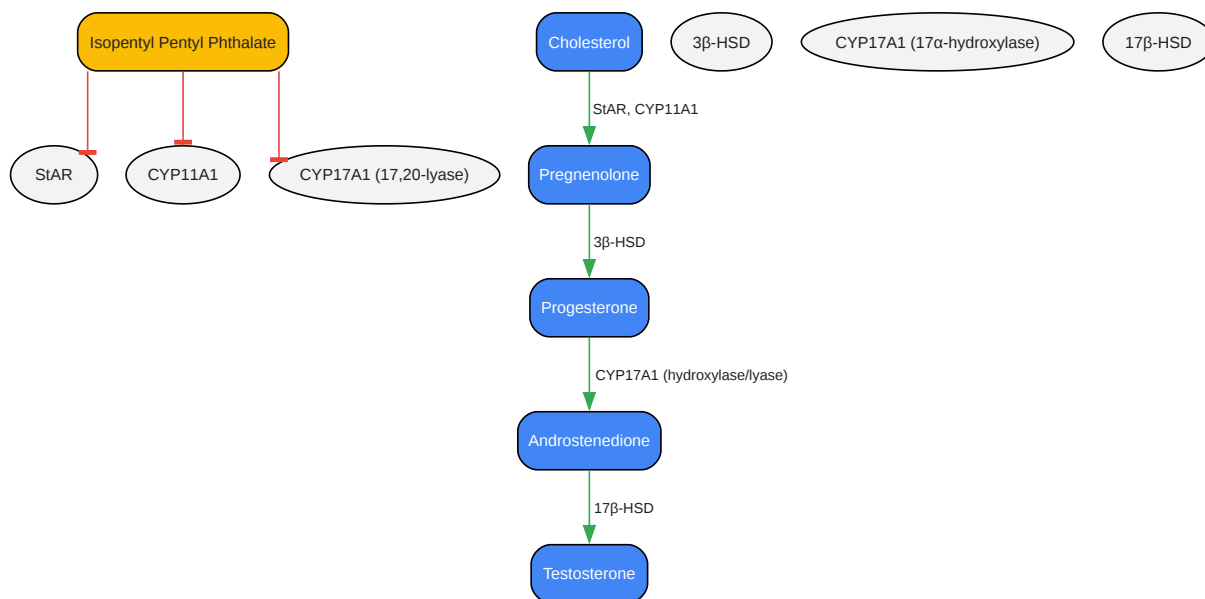 Isopentyl Pentyl Phthalate
Cholesterol
3β-HSD
CYP17A1 (17α-hydroxylase)
17β-HSD
StAR, CYP11A1
StAR
CYP11A1
CYP17A1 (17,20-lyase)
Pregnenolone
3β-HSD
Progesterone
CYP17A1 (hydroxylase/lyase)
Androstenedione
17β-HSD
Testosterone